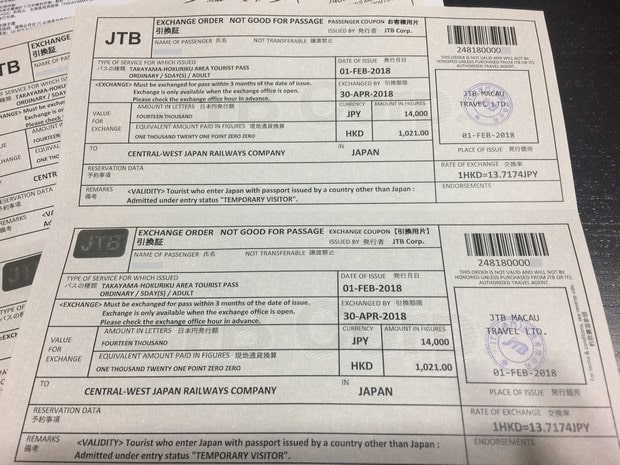 JTB
EXCHANGE ORDER NOT GOOD FOR PASSAGE PASSENGER COUPON お客様用片
引換証 ISSUED BY 発行者 JTB Corp.
NAME OF PASSENGER 氏名 NOT TRANSFERABLE 譲渡禁止
248180000
THIS ORDER IS NOT VALID AND WILL NOT BE
HONORED UNLESS PURCHASED FROM JTB OR ITS
AUTHORISED TRAVEL AGENT.
TYPE OF SERVICE FOR WHICH ISSUED
パスの種類 TAKAYAMA-HOKURIKU AREA TOURIST PASS
ORDINARY / 5DAY(S) / ADULT
DATE OF ISSUE 発行月日
01-FEB-2018
<EXCHANGE> Must be exchanged for pass within 3 months of the date of issue.
Exchange is only available when the exchange office is open.
Please check the exchange office hour in advance.
EXCHANGED BY 引換期限
30-APR-2018
JTB MACAU
TRAVEL LTD.
01-FEB-2018
PLACE OF ISSUE 発行箇所
VALUE
FOR
EXCHANGE
AMOUNT IN LETTERS 日本円発行額
FOURTEEN THOUSAND
CURRENCY AMOUNT IN FIGURES
JPY 14,000
EQUIVALENT AMOUNT PAID IN FIGURES 現地通貨換算
ONE THOUSAND TWENTY ONE POINT ZERO ZERO
HKD 1,021.00
TO
CENTRAL-WEST JAPAN RAILWAYS COMPANY
IN
JAPAN
RATE OF EXCHANGE 交換率
1HKD=13.7174JPY
RESERVATION DATA
予約事項
REMARKS
備考
<VALIDITY> Tourist who enter Japan with passport issued by a country other than Japan :
Admitted under entry status "TEMPORARY VISITOR".
ENDORSEMENTS
JTB
EXCHANGE ORDER NOT GOOD FOR PASSAGE EXCHANGE COUPON 【引換用片】
引換証 ISSUED BY 発行者 JTB Corp.
NAME OF PASSENGER 氏名 NOT TRANSFERABLE 譲渡禁止
248180000
THIS ORDER IS NOT VALID AND WILL NOT BE
HONORED UNLESS PURCHASED FROM JTB OR ITS
AUTHORISED TRAVEL AGENT.
TYPE OF SERVICE FOR WHICH ISSUED
パスの種類 TAKAYAMA-HOKURIKU AREA TOURIST PASS
ORDINARY / 5DAY(S) / ADULT
DATE OF ISSUE 発行月日
01-FEB-2018
<EXCHANGE> Must be exchanged for pass within 3 months of the date of issue.
Exchange is only available when the exchange office is open.
Please check the exchange office hour in advance.
EXCHANGED BY 引換期限
30-APR-2018
JTB MACAU
TRAVEL LTD.
01-FEB-2018
PLACE OF ISSUE 発行箇所
For terms & conditions, see reverse side.
VALUE
FOR
EXCHANGE
AMOUNT IN LETTERS 日本円発行額
FOURTEEN THOUSAND
CURRENCY AMOUNT IN FIGURES
JPY 14,000
EQUIVALENT AMOUNT PAID IN FIGURES 現地通貨換算
ONE THOUSAND TWENTY ONE POINT ZERO ZERO
HKD 1,021.00
TO
CENTRAL-WEST JAPAN RAILWAYS COMPANY
IN
JAPAN
RATE OF EXCHANGE 交換率
1HKD=13.7174JPY
RESERVATION DATA
予約事項
REMARKS
備考
<VALIDITY> Tourist who enter Japan with passport issued by a country other than Japan :
Admitted under entry status "TEMPORARY VISITOR".
ENDORSEMENTS